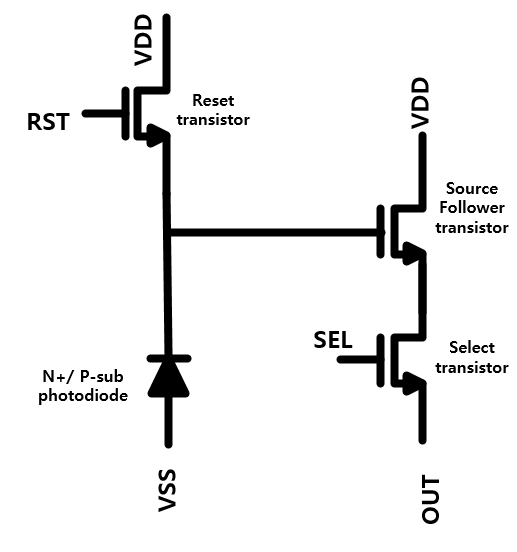 VDD
RST
Reset
transistor
VDD
Source
Follower
transistor
SEL
Select
transistor
N+/ P-sub
photodiode
VSS
OUT